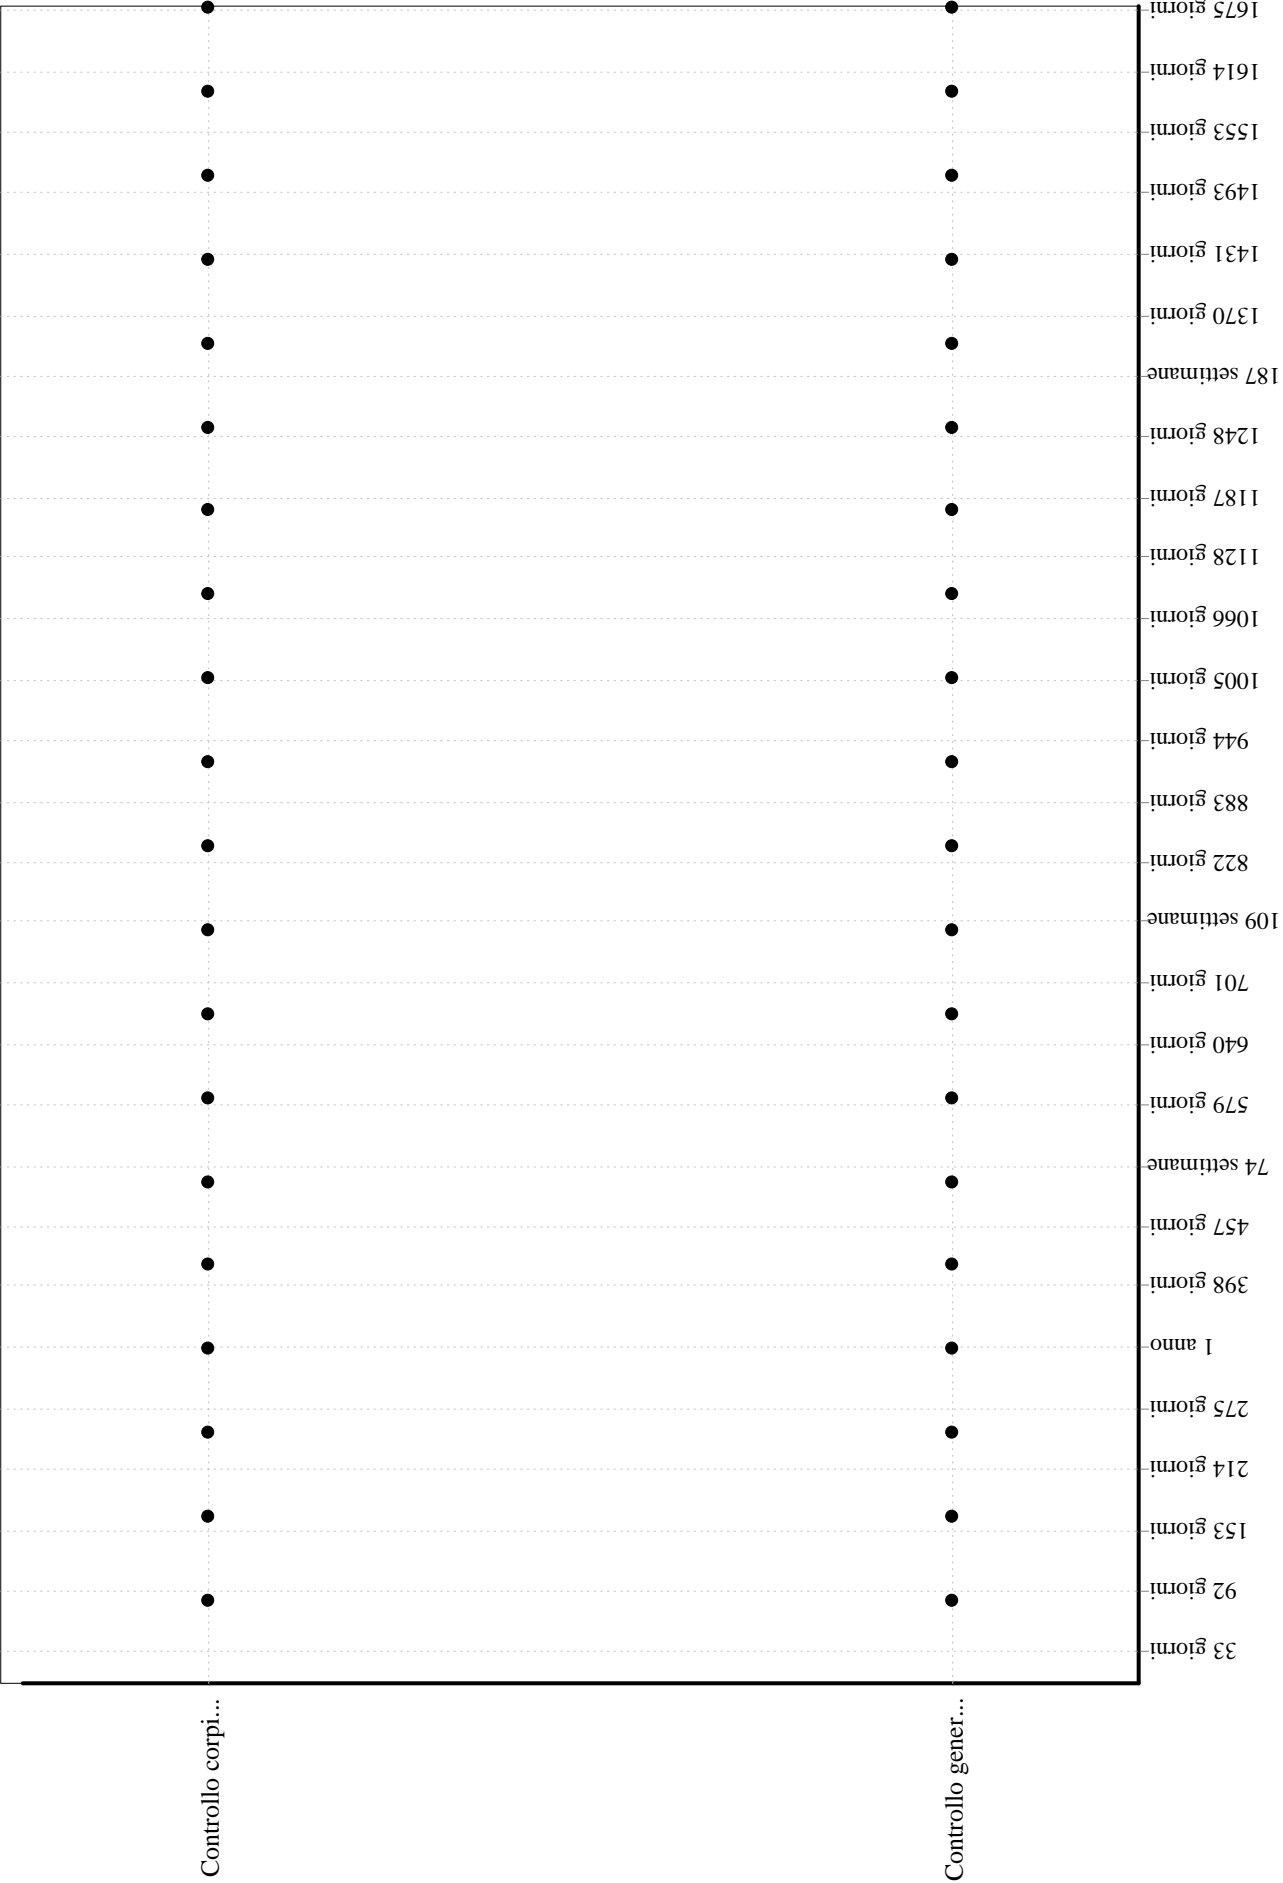 1675 giorni
1614 giorni
1553 giorni
1493 giorni
1431 giorni
1370 giorni
187 settimane
1248 giorni
1187 giorni
1128 giorni
1066 giorni
1005 giorni
944 giorni
883 giorni
822 giorni
109 settimane
701 giorni
640 giorni
579 giorni
74 settimane
457 giorni
398 giorni
1 anno
275 giorni
214 giorni
153 giorni
92 giorni
33 giorni
Controllo corpi...
Controllo gener...